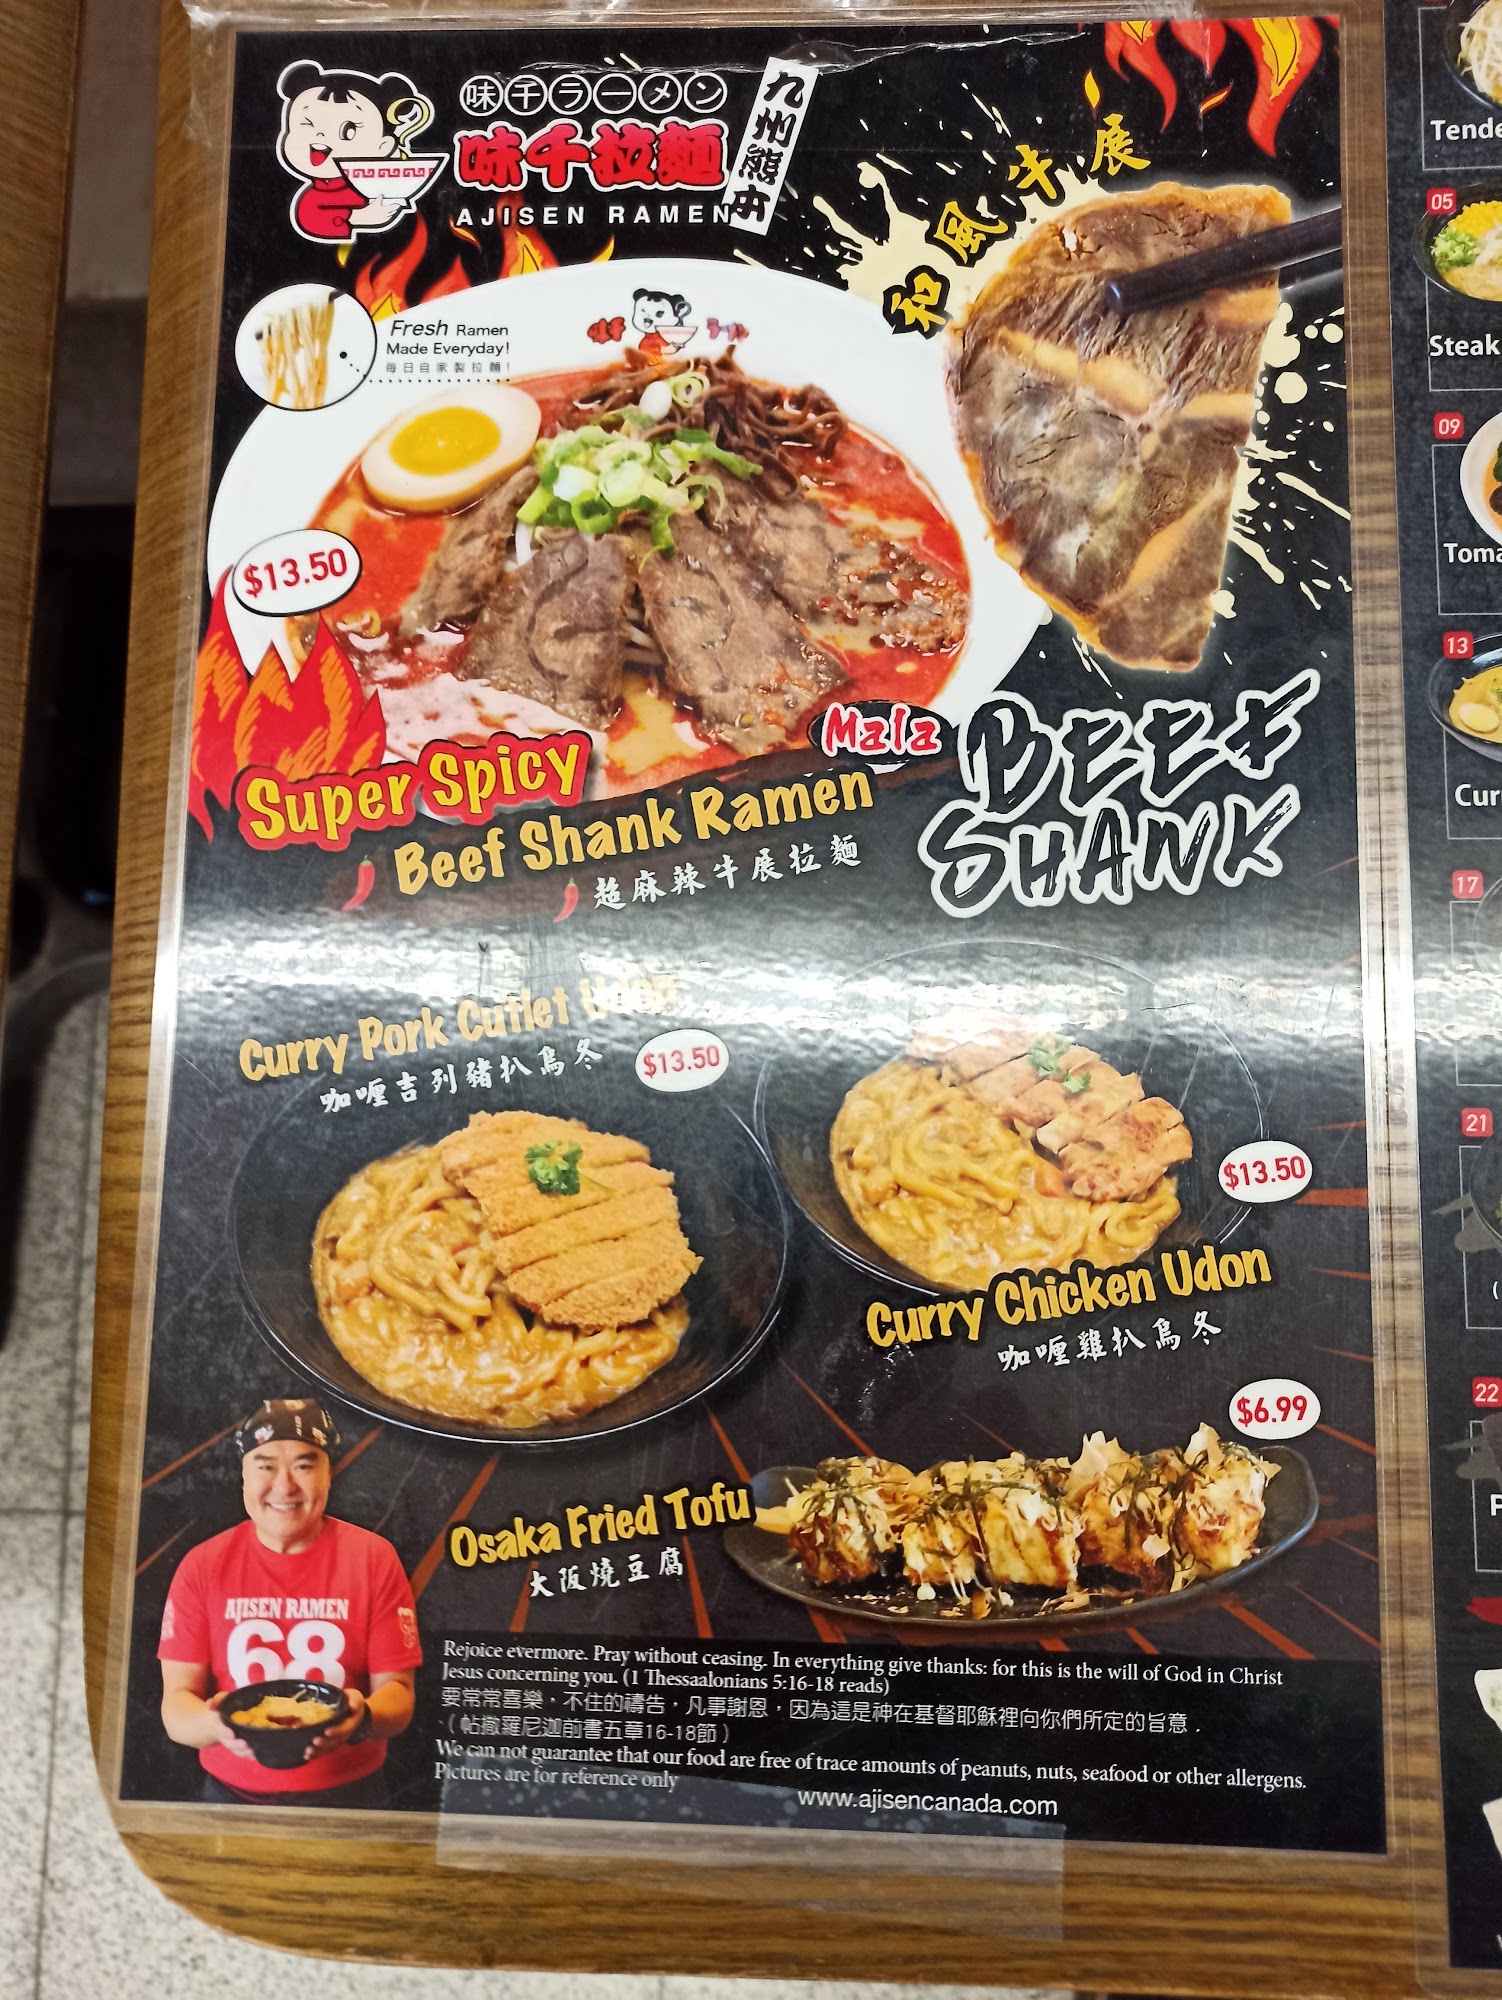 味千ラーメン
味千拉麵
AJISEN RAMEN
九州熊本
和風牛展
Fresh Ramen
Made Everyday!
每日自家製拉麵!
味千 ラーメン
$13.50
Mala
Super Spicy
Beef Shank Ramen
超麻辣牛展拉麵
BEEF
SHANK
Curry Pork Cutlet Udon
咖喱吉列豬扒烏冬
$13.50
$13.50
Curry Chicken Udon
咖喱雞扒烏冬
$6.99
Osaka Fried Tofu
大阪燒豆腐
AJISEN RAMEN
68
Rejoice evermore. Pray without ceasing. In everything give thanks: for this is the will of God in Christ
Jesus concerning you. (1 Thessaalonians 5:16-18 reads)
要常常喜樂，不住的禱告，凡事謝恩，因為這是神在基督耶穌裡向你們所定的旨意．
．（帖撒羅尼迦前書五章16-18節）
We can not guarantee that our food are free of trace amounts of peanuts, nuts, seafood or other allergens.
Pictures are for reference only
www.ajisencanada.com
Tende
05
Steak
09
Toma
13
Cur
17
21
(
22
P